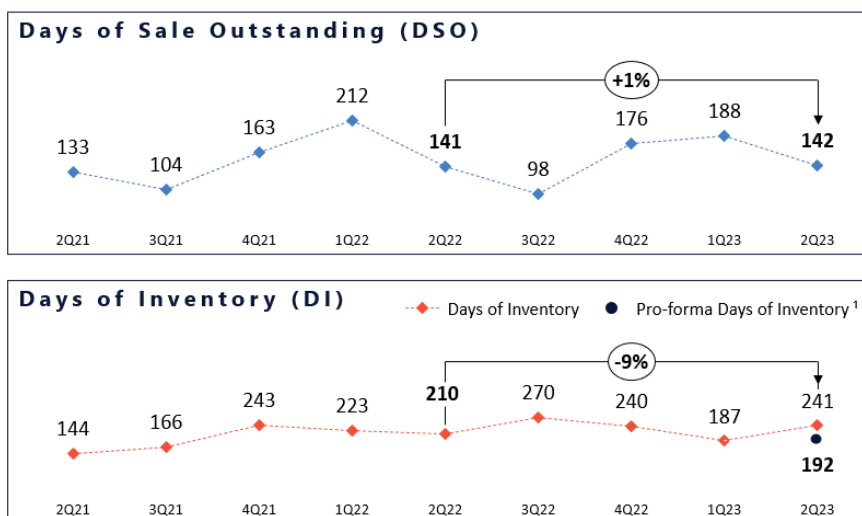 Days of Sale Outstanding (DSO)
+1%
133 104 163 212 141 98 176 188 142
2Q21 3Q21 4Q21 1Q22 2Q22 3Q22 4Q22 1Q23 2Q23
Days of Inventory (DI)
Days of Inventory Pro-forma Days of Inventory ¹
-9%
144 166 243 223 210 270 240 187 241
192
2Q21 3Q21 4Q21 1Q22 2Q22 3Q22 4Q22 1Q23 2Q23